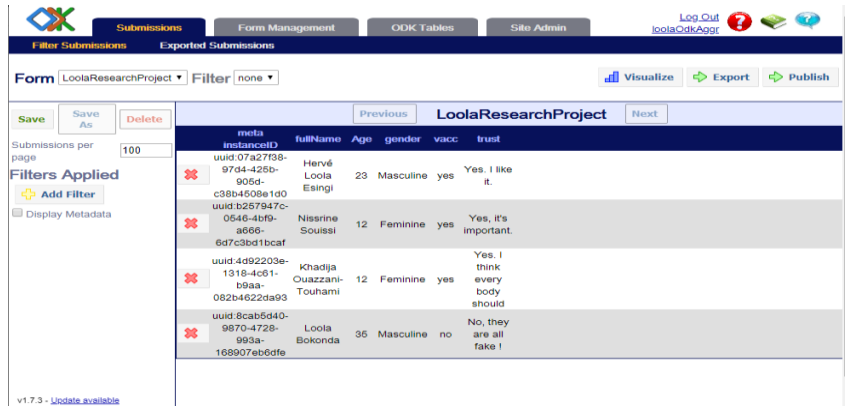 ODK
Submissions Form Management ODK Tables Site Admin
Log Out
loolaOdkAggr
Filter Submissions Exported Submissions
Form LoolaResearchProject Filter none
Visualize Export Publish
Save Save As Delete
Submissions per page 100
Filters Applied
Add Filter
Display Metadata
Previous LoolaResearchProject Next
meta instanceID fullName Age gender vacc trust
uuid:07a27f38-
97d4-425b-
905d-
c38b4508e1d0
Hervé
Loola
Esingi
23 Masculine yes
Yes. I like
it.
uuid:b257947c-
0546-4bf9-
a666-
6d7c3bd1bcaf
Nissrine
Souissi
12 Feminine yes
Yes, it's
important.
uuid:4d92203e-
1318-4c61-
b9aa-
082b4622da93
Khadija
Ouazzani-
Touhami
12 Feminine yes
Yes. I
think
every
body
should
uuid:8cab5d40-
9870-4728-
993a-
168907eb6dfe
Loola
Bokonda
35 Masculine no
No, they
are all
fake !
v1.7.3 - Update available